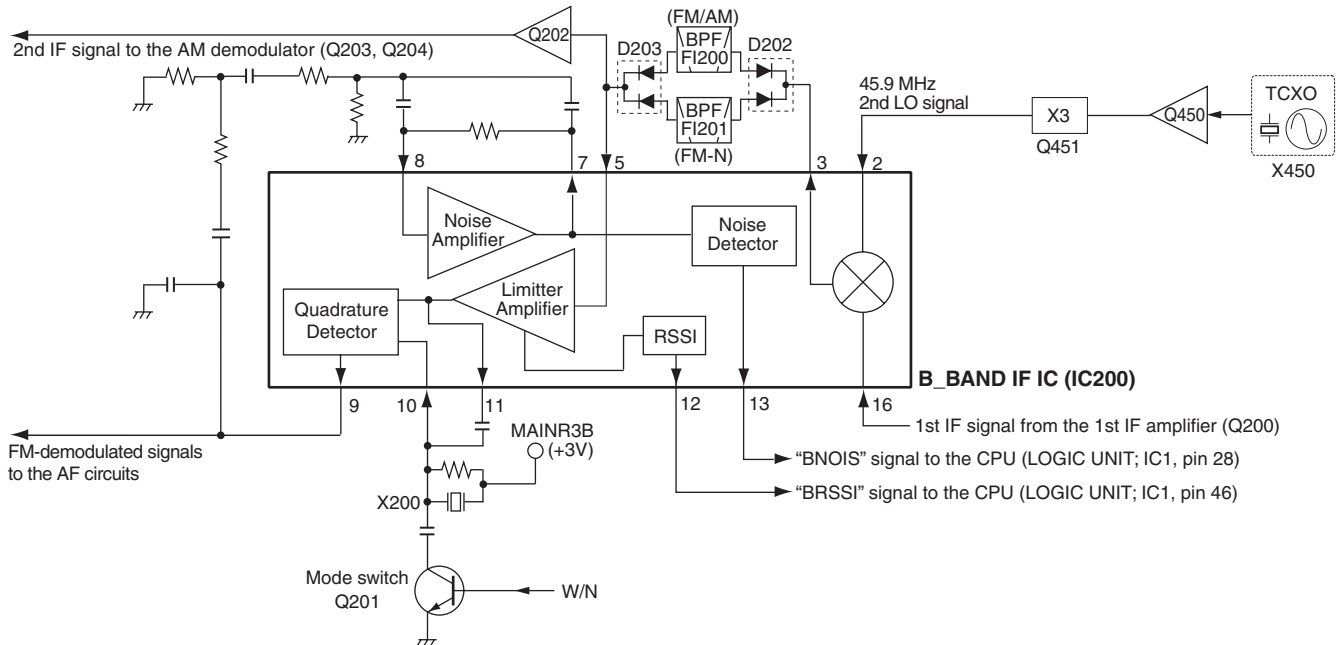 (FM/AM)
Q202
BPF
FI200
D203
D202
2nd IF signal to the AM demodulator (Q203, Q204)
BPF
FI201
(FM-N)
45.9 MHz
2nd LO signal
X3
Q451
Q450
TCXO
X450
8
7
5
3
2
Noise
Amplifier
Noise
Detector
Limitter
Amplifier
Quadrature
Detector
RSSI
B_BAND IF IC (IC200)
9
10
11
12
13
16
1st IF signal from the 1st IF amplifier (Q200)
FM-demodulated signals
to the AF circuits
MAINR3B
(+3V)
"BNOIS" signal to the CPU (LOGIC UNIT; IC1, pin 28)
"BRSSI" signal to the CPU (LOGIC UNIT; IC1, pin 46)
X200
Mode switch
Q201
W/N